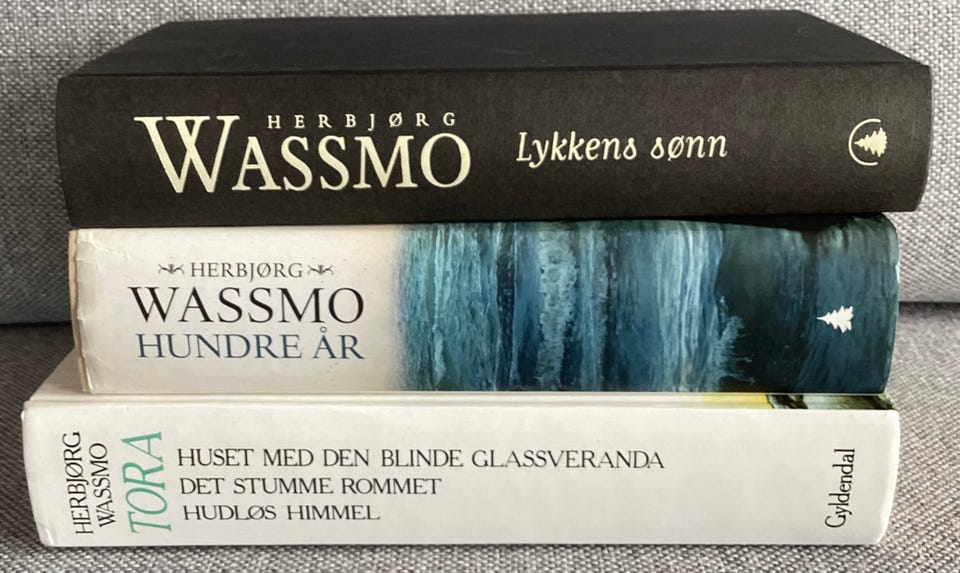 HERBJØRG
WASSMO
Lykkens sønn
HERBJØRG
WASSMO
HUNDRE ÅR
HERBJØRG
WASSMO
TORA
HUSET MED DEN BLINDE GLASSVERANDA
DET STUMME ROMMET
HUDLØS HIMMEL
Gyldendal